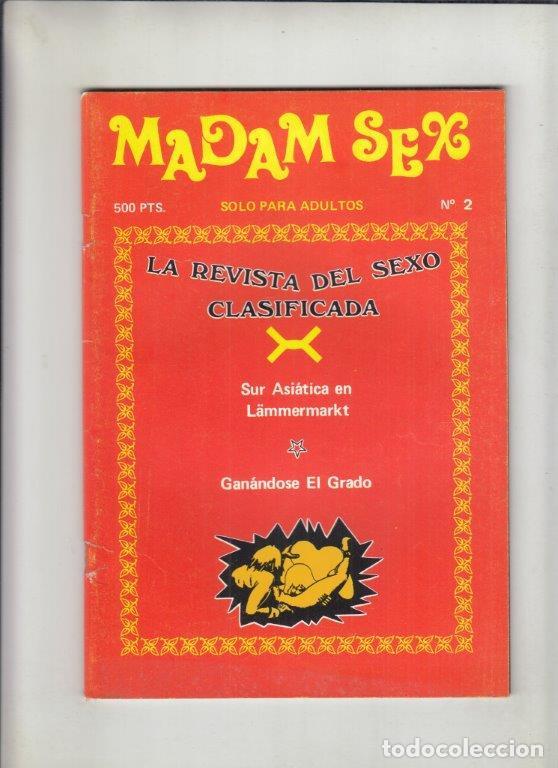 MADAM SEX
500 PTS. SOLO PARA ADULTOS Nº 2
LA REVISTA DEL SEXO
CLASIFICADA
Sur Asiática en
Lämmermarkt
Ganándose El Grado
todocoleccion